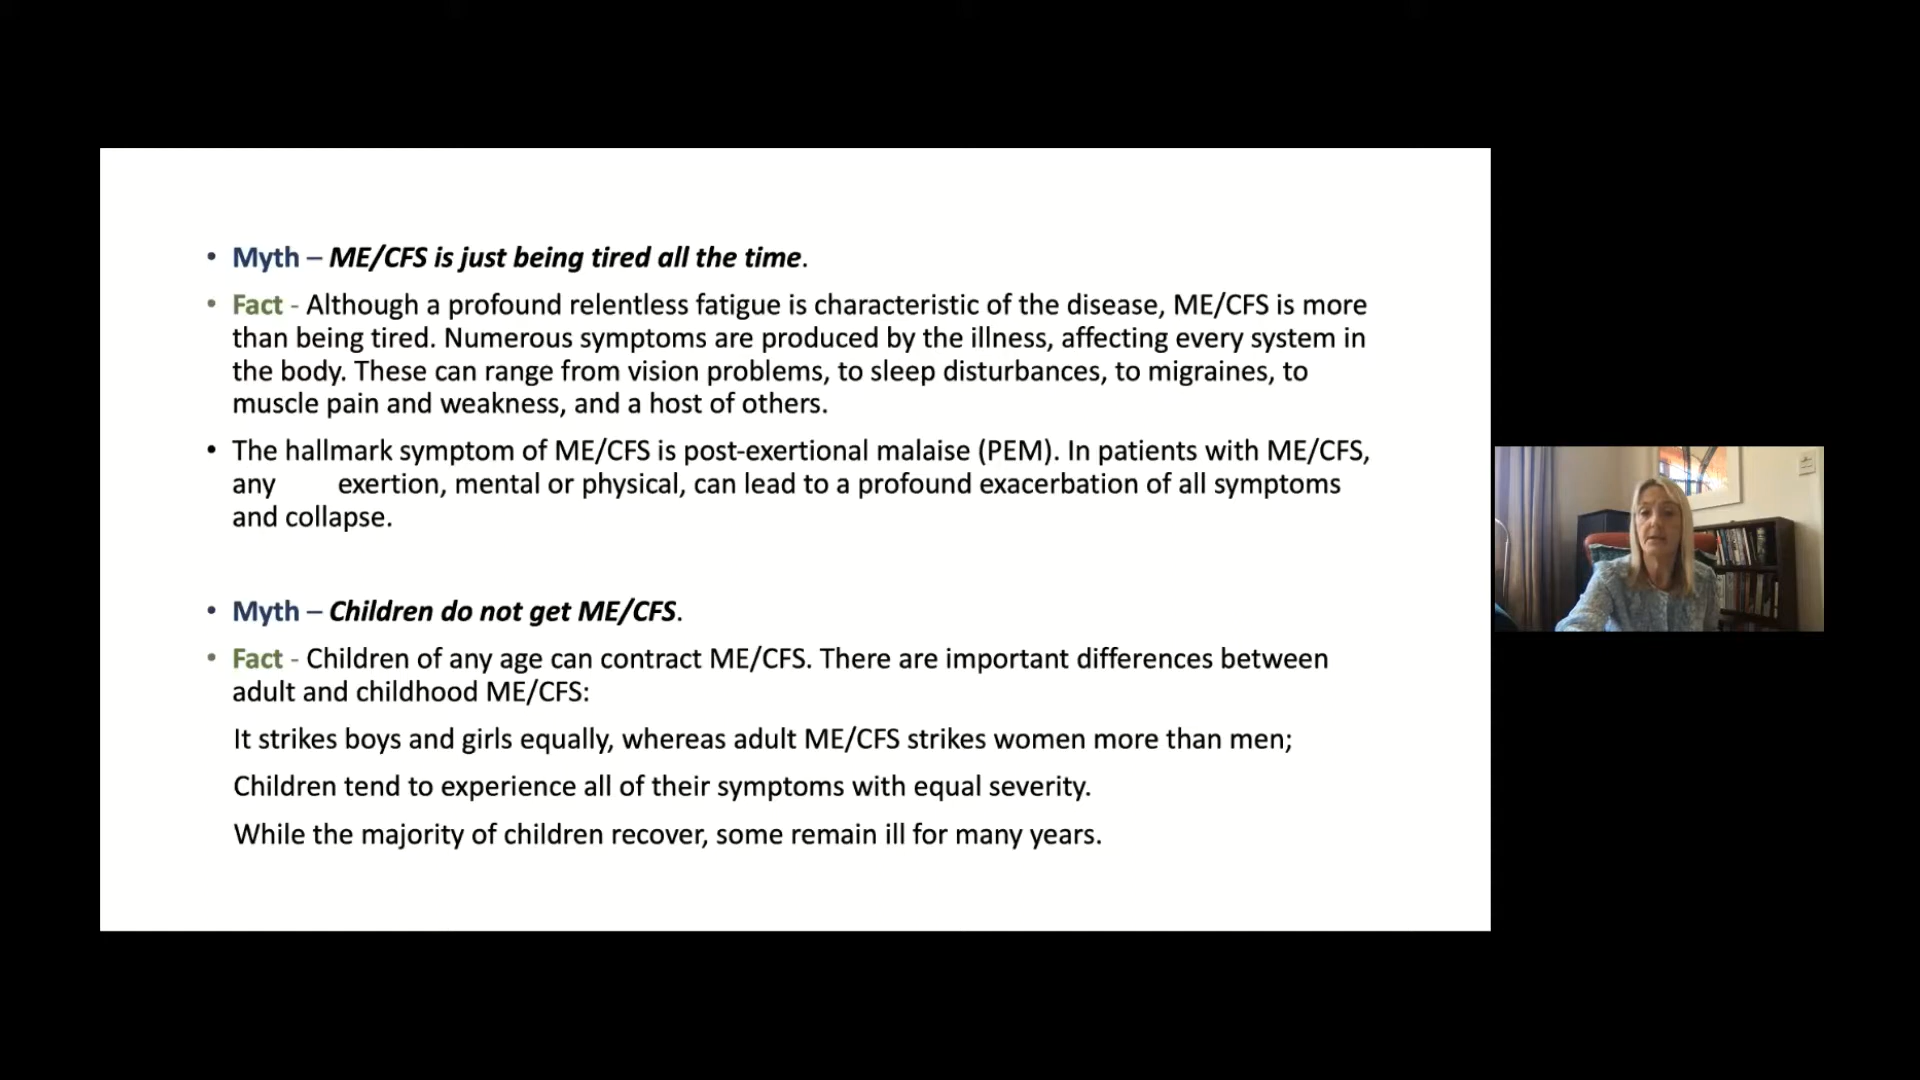 • Myth – ME/CFS is just being tired all the time.
• Fact - Although a profound relentless fatigue is characteristic of the disease, ME/CFS is more
than being tired. Numerous symptoms are produced by the illness, affecting every system in
the body. These can range from vision problems, to sleep disturbances, to migraines, to
muscle pain and weakness, and a host of others.
• The hallmark symptom of ME/CFS is post-exertional malaise (PEM). In patients with ME/CFS,
any exertion, mental or physical, can lead to a profound exacerbation of all symptoms
and collapse.
• Myth – Children do not get ME/CFS.
• Fact - Children of any age can contract ME/CFS. There are important differences between
adult and childhood ME/CFS:
It strikes boys and girls equally, whereas adult ME/CFS strikes women more than men;
Children tend to experience all of their symptoms with equal severity.
While the majority of children recover, some remain ill for many years.